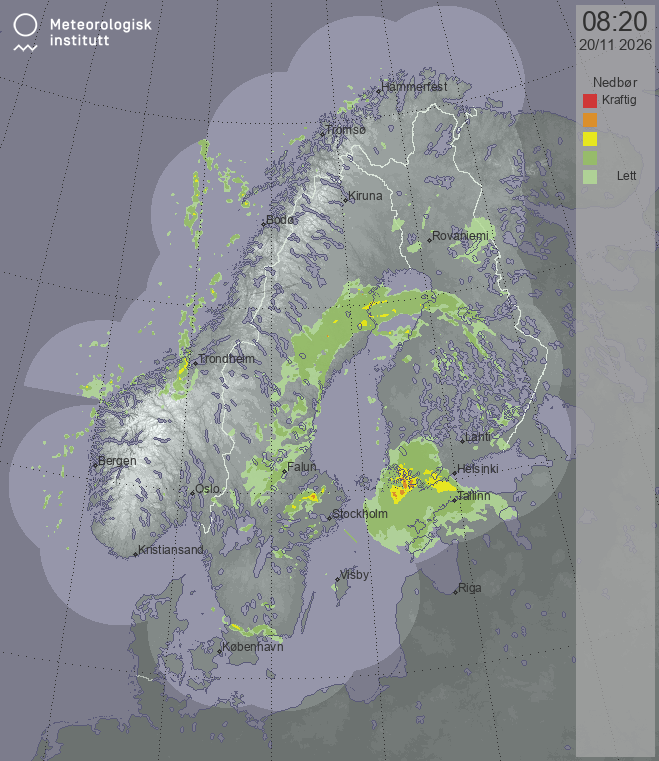 Meteorologisk
institutt
08:20
20/11 2026
Nedbør
Kraftig
Lett
Hammerfest
Tromsø
Kiruna
Bodø
Rovaniemi
Trondheim
Lahti
Bergen
Falun
Helsinki
Oslo
Tallinn
Stockholm
Kristiansand
Visby
Riga
København